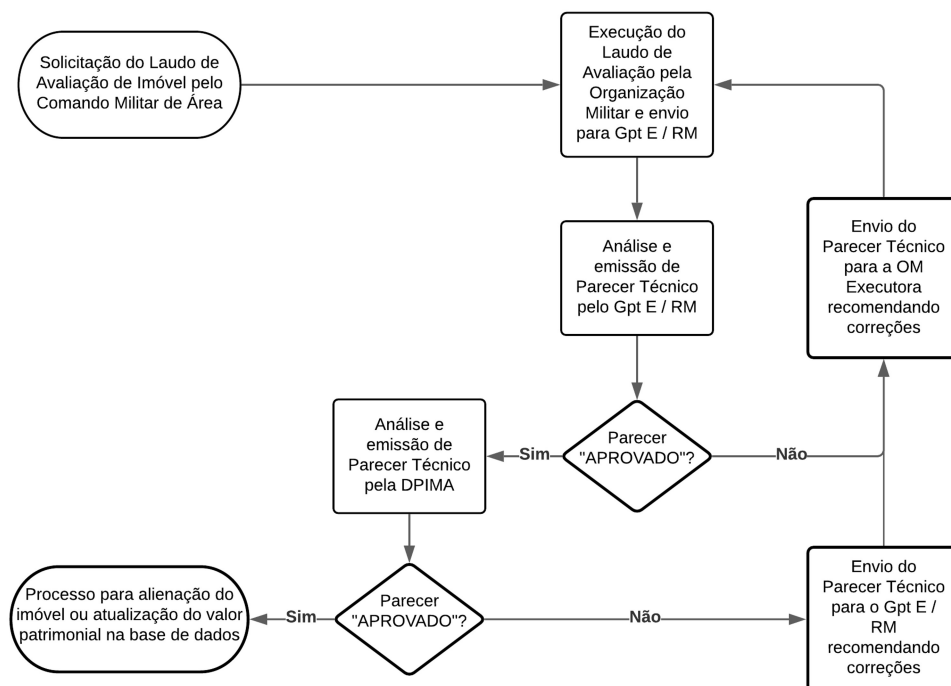 Solicitação do Laudo de
Avaliação de Imóvel pelo
Comando Militar de Área
Execução do
Laudo de
Avaliação pela
Organização
Militar e envio
para Gpt E / RM
Análise e
emissão de
Parecer Técnico
pelo Gpt E / RM
Envio do
Parecer Técnico
para a OM
Executora
recomendando
correções
Parecer
"APROVADO"?
Sim
Não
Análise e
emissão de
Parecer Técnico
pela DPIMA
Parecer
"APROVADO"?
Sim
Não
Processo para alienação do
imóvel ou atualização do valor
patrimonial na base de dados
Envio do
Parecer Técnico
para o Gpt E /
RM
recomendando
correções